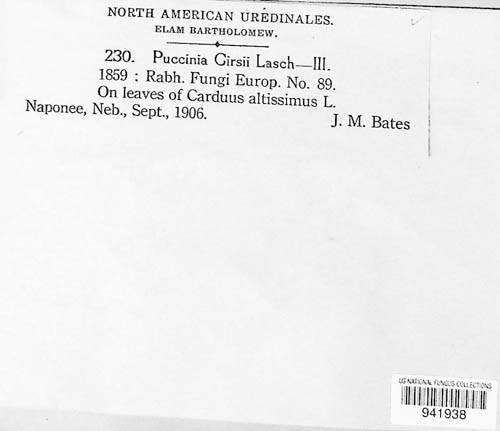 NORTH AMERICAN UREDINALES.
ELAM BARTHOLOMEW.
230. Puccinia Cirsii Lasch—III.
1859 : Rabh. Fungi Europ. No. 89.
On leaves of Carduus altissimus L.
Naponee, Neb., Sept., 1906. J. M. Bates
US NATIONAL FUNGUS COLLECTIONS
941938